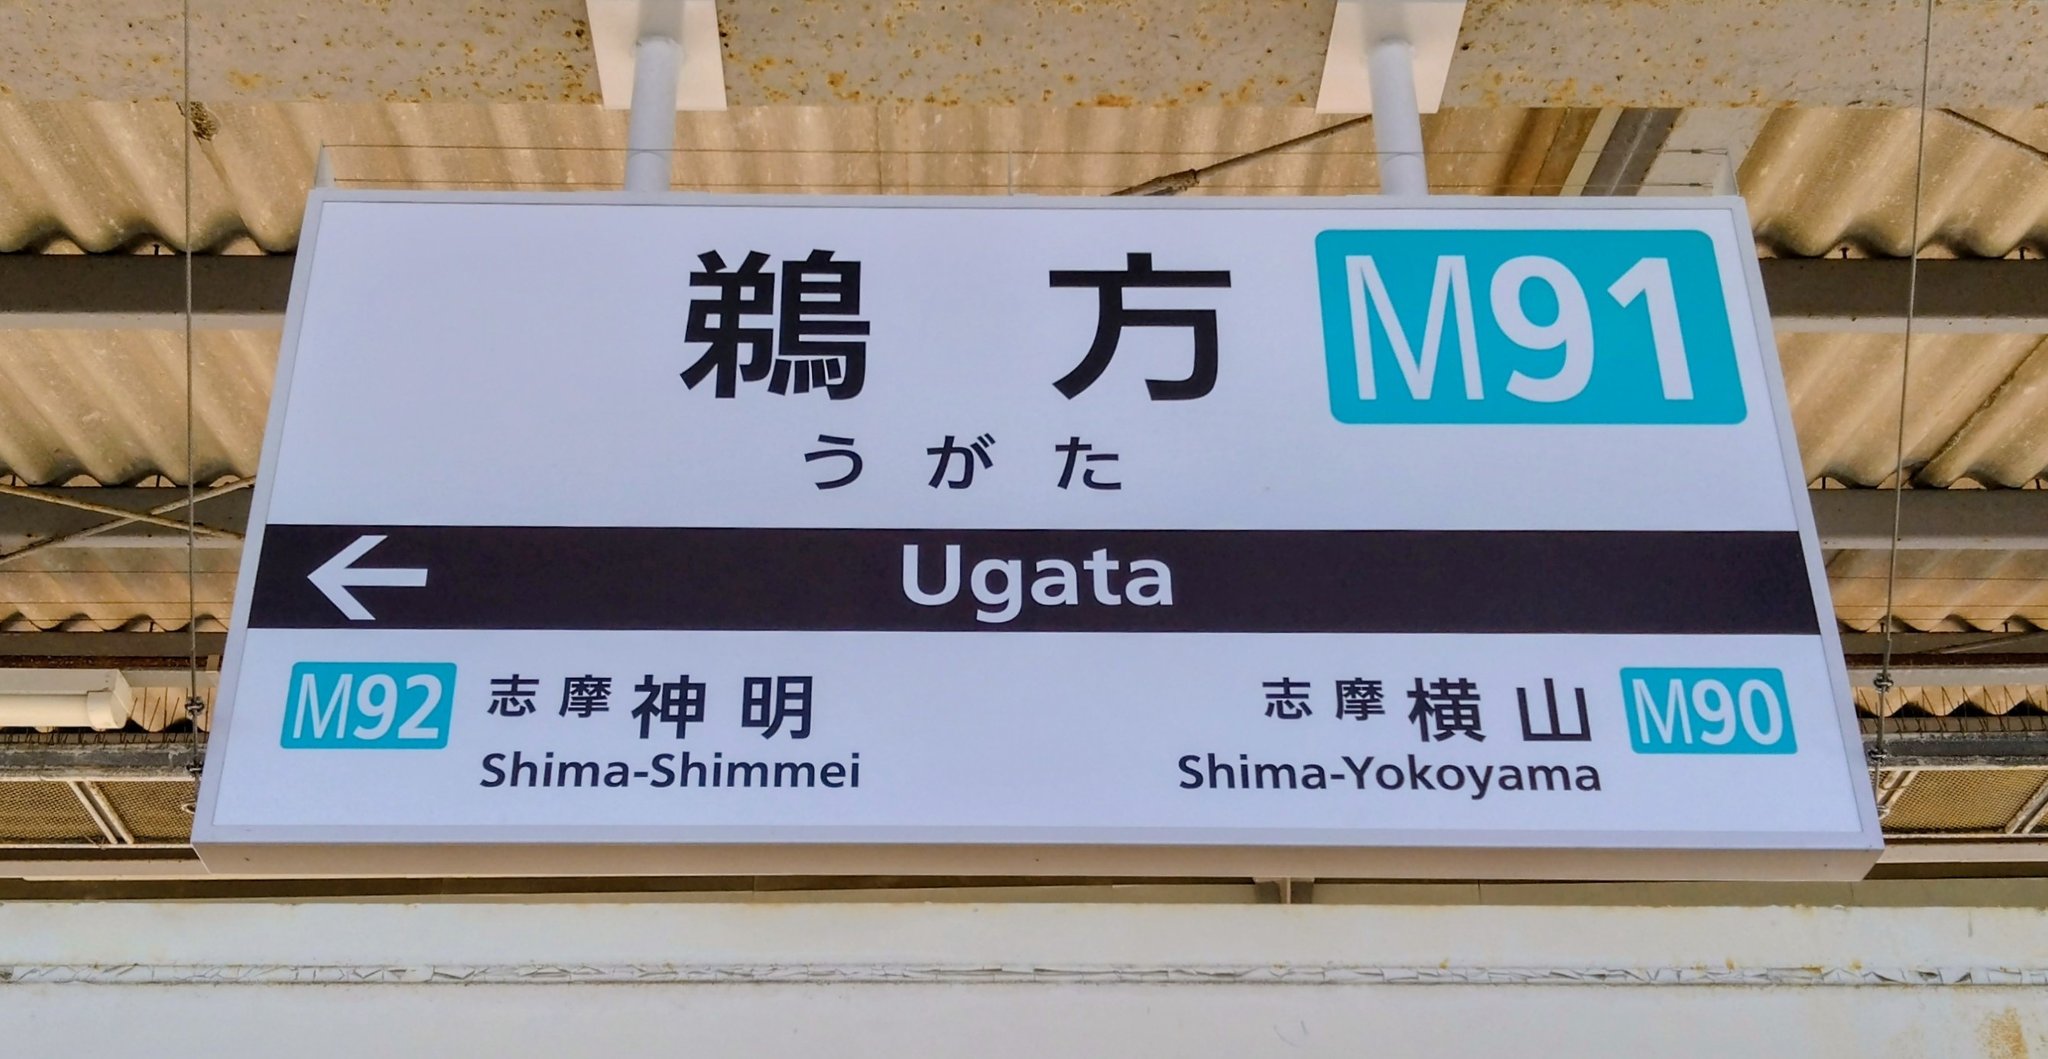 鵜方 M91
うがた
← Ugata
M92 志摩神明 志摩横山 M90
Shima-Shimmei Shima-Yokoyama